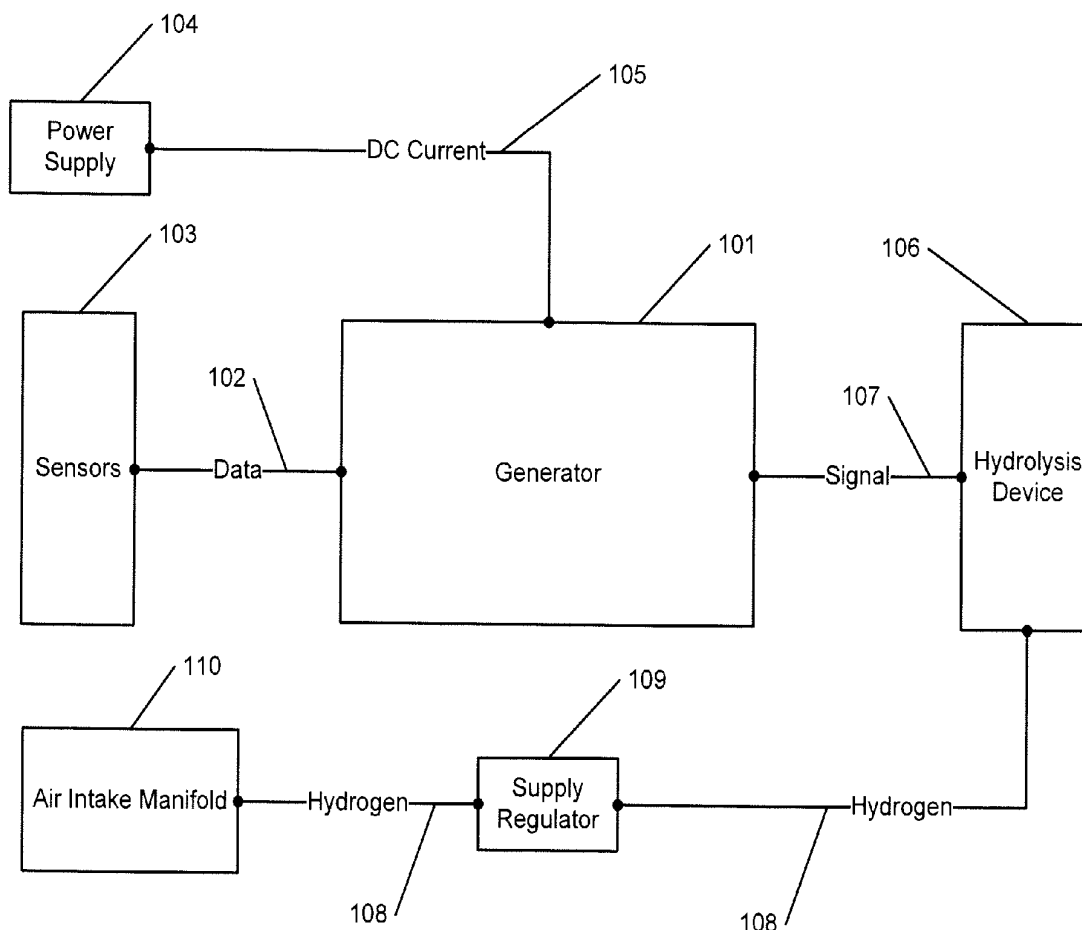 104
105
Power
Supply
DC Current
103
101
106
102
107
Sensors
Data
Generator
Signal
Hydrolysis
Device
110
109
Air Intake Manifold
Hydrogen
Supply
Regulator
Hydrogen
108
108